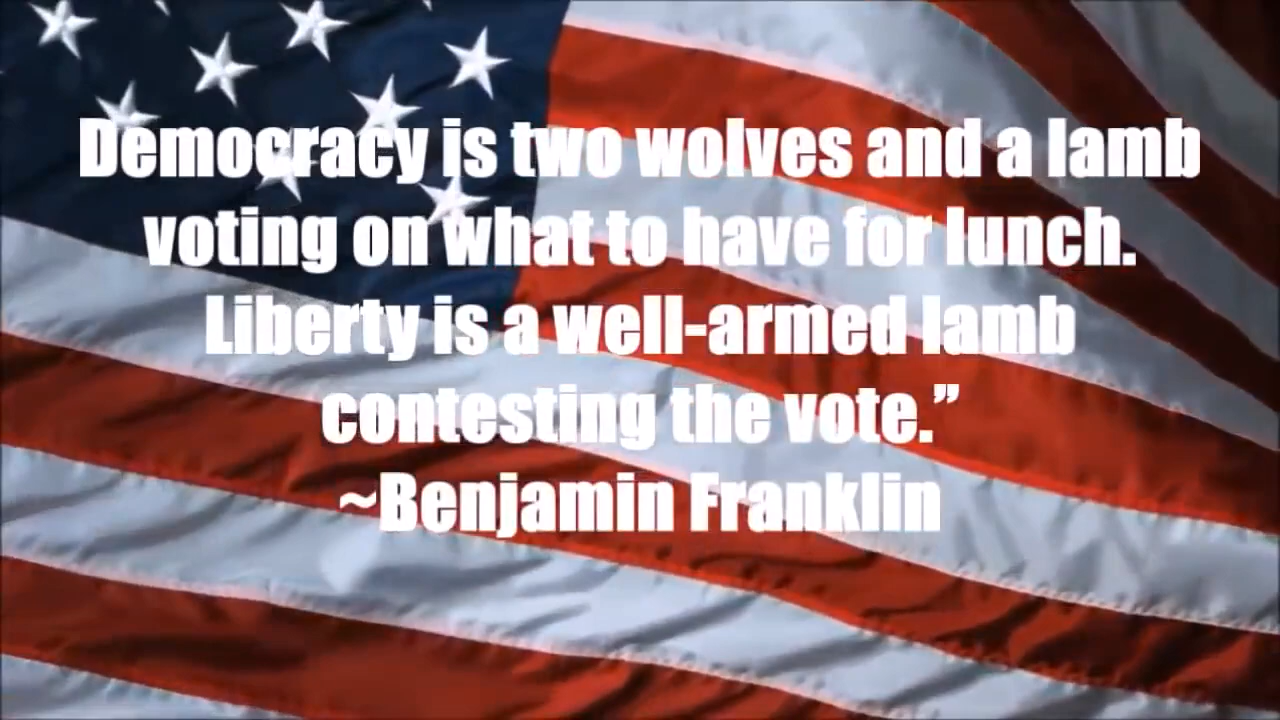 Democracy is two wolves and a lamb
voting on what to have for lunch.
Liberty is a well-armed lamb
contesting the vote.”
~Benjamin Franklin